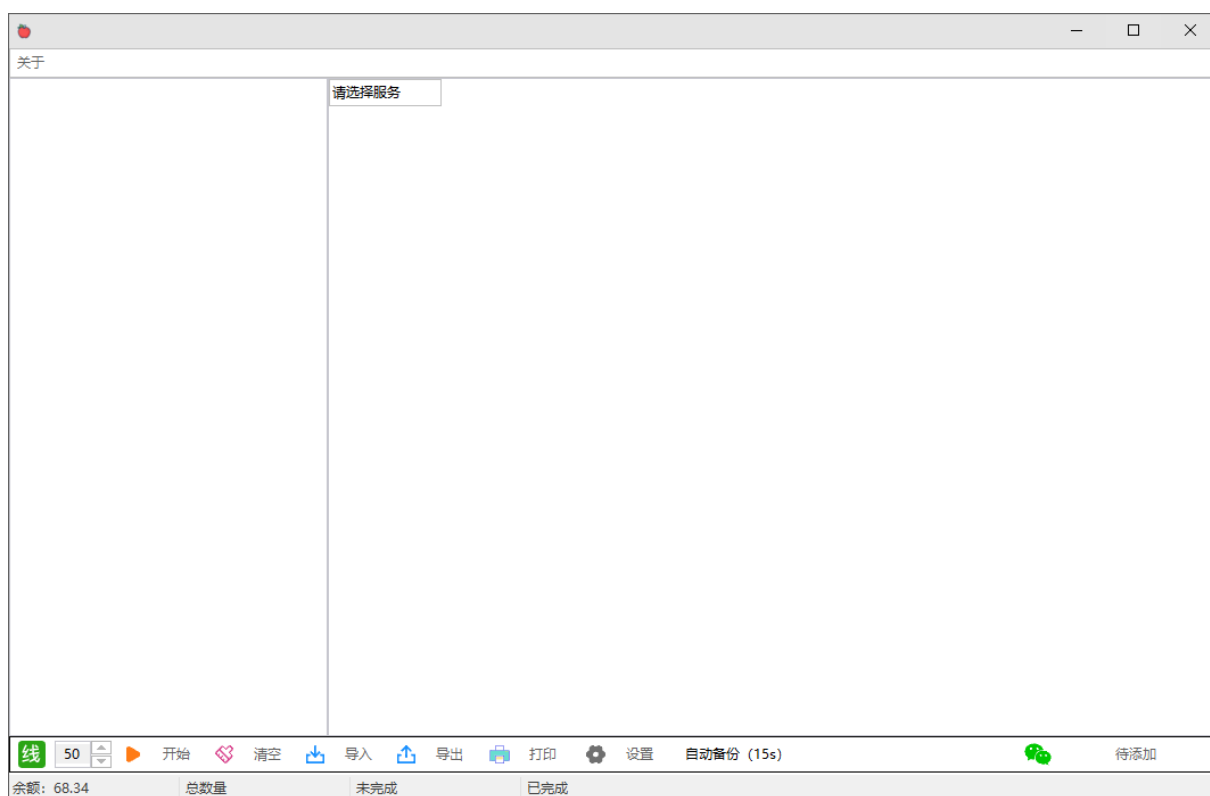 关于
请选择服务
线 50 开始 清空 导入 导出 打印 设置 自动备份 (15s) 待添加
余额: 68.34 总数量 未完成 已完成